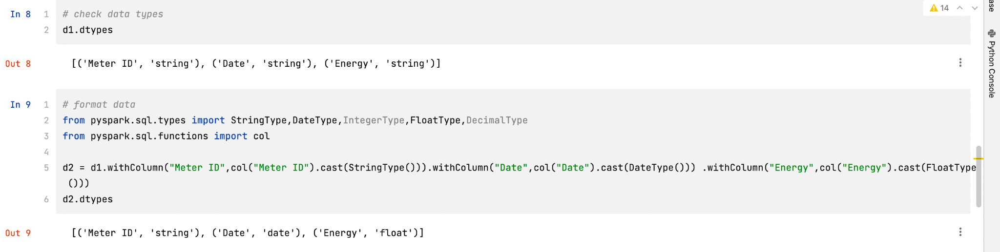 In 8
1 # check data types
2 d1.dtypes
14
Out 8
[('Meter ID', 'string'), ('Date', 'string'), ('Energy', 'string')]
In 9
1 # format data
2 from pyspark.sql.types import StringType,DateType,IntegerType,FloatType,DecimalType
3 from pyspark.sql.functions import col
4
5 d2 = d1.withColumn("Meter ID",col("Meter ID").cast(StringType())).withColumn("Date",col("Date").cast(DateType())) .withColumn("Energy",col("Energy").cast(FloatType
()))
6 d2.dtypes
Out 9
[('Meter ID', 'string'), ('Date', 'date'), ('Energy', 'float')]
ase
Python Console